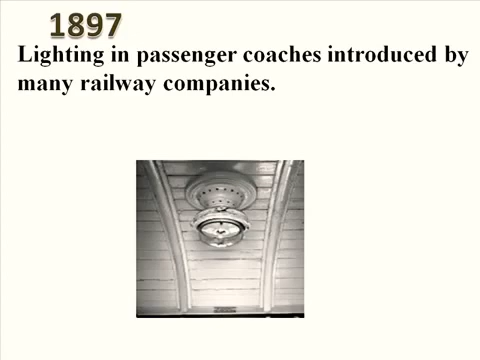 1897
Lighting in passenger coaches introduced by
many railway companies.